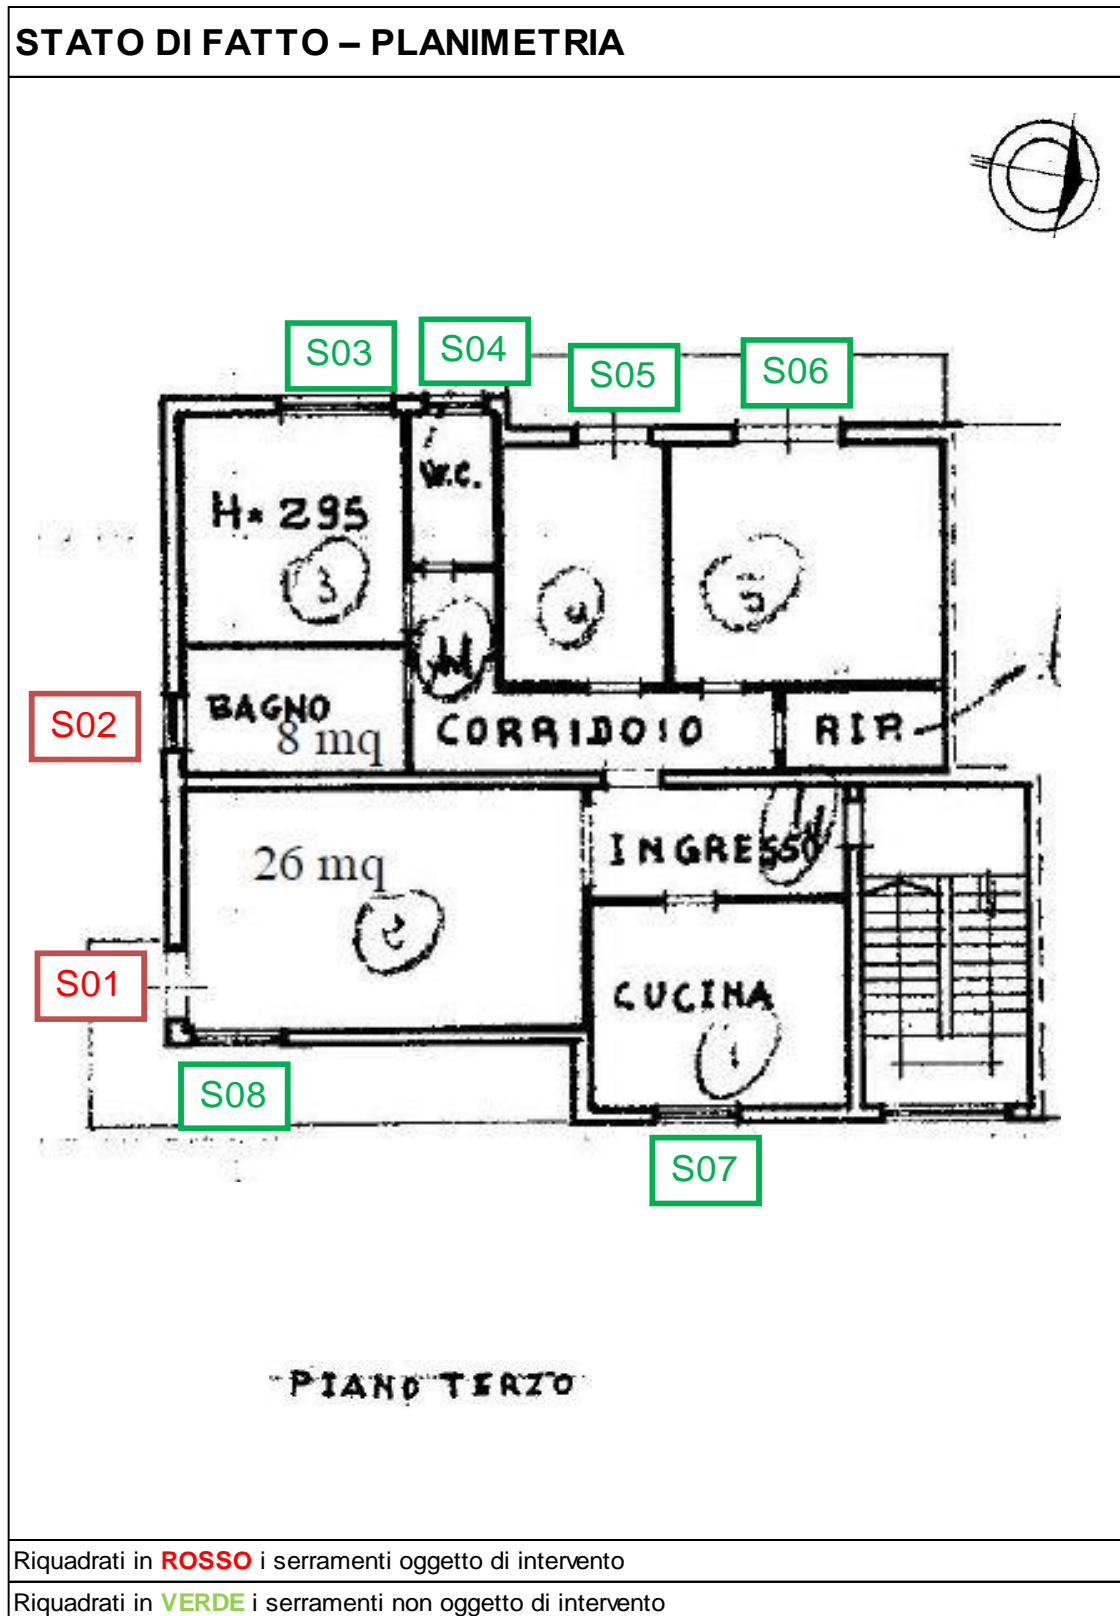 STATO DI FATTO – PLANIMETRIA
S03
S04
S05
S06
W.C.
H= 295
3
4
5
S02
BAGNO
8 mq
CORRIDOIO
RIP
INGRESSO
26 mq
2
S01
CUCINA
1
S08
S07
PIANO TERZO
Riquadrati in ROSSO i serramenti oggetto di intervento
Riquadrati in VERDE i serramenti non oggetto di intervento